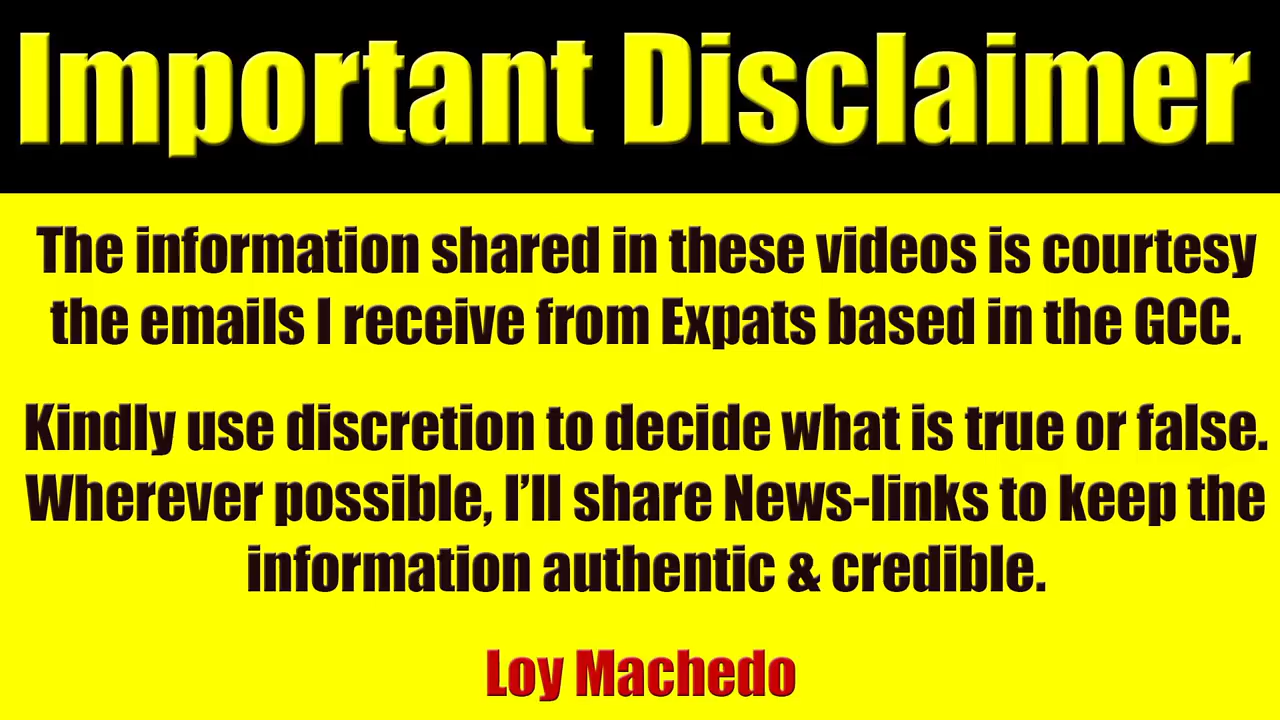 Important Disclaimer
The information shared in these videos is courtesy
the emails I receive from Expats based in the GCC.
Kindly use discretion to decide what is true or false.
Wherever possible, I’ll share News-links to keep the
information authentic & credible.
Loy Machedo